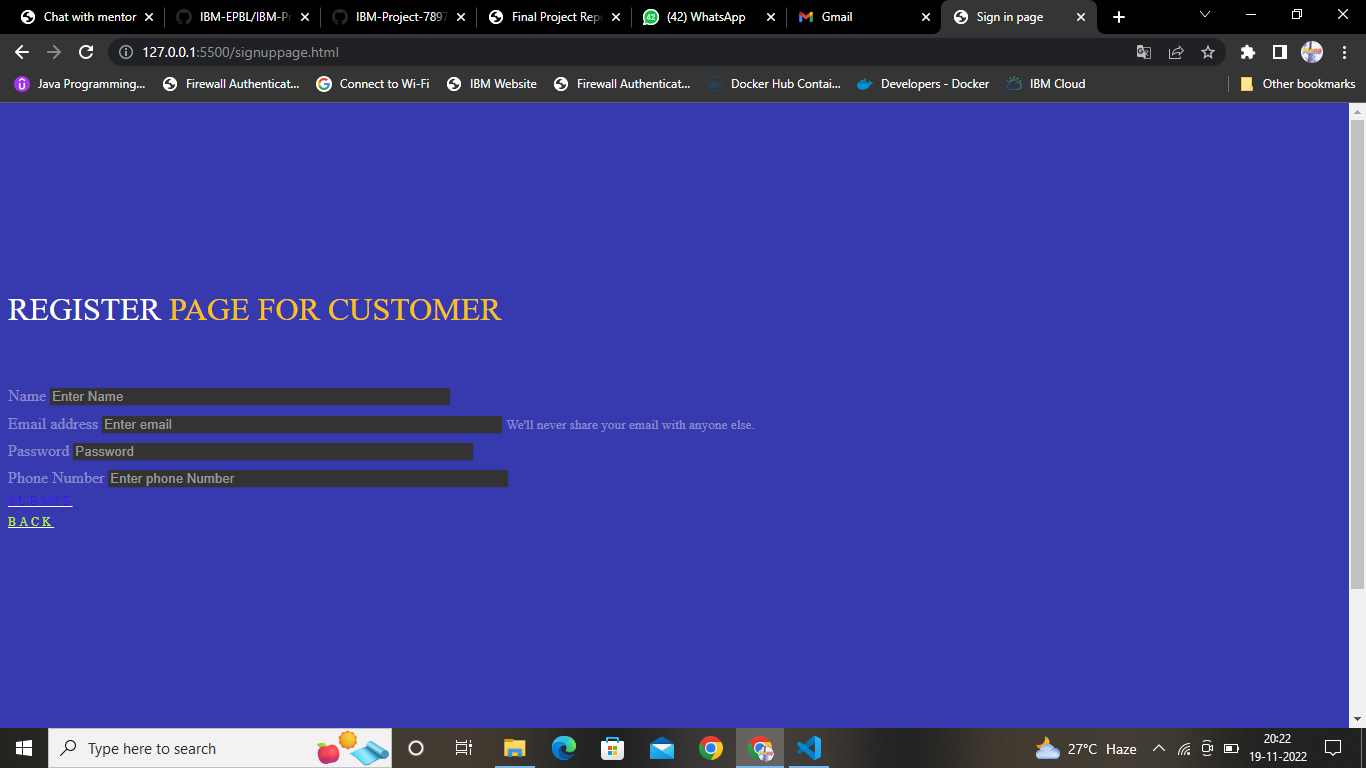 Chat with mentor
IBM-EPBL/IBM-Pr
IBM-Project-7897
Final Project Repo
42 (42) WhatsApp
Gmail
Sign in page
127.0.0.1:5500/signuppage.html
Java Programming...
Firewall Authenticat...
Connect to Wi-Fi
IBM Website
Firewall Authenticat...
Docker Hub Contai...
Developers - Docker
IBM Cloud
Other bookmarks
REGISTER PAGE FOR CUSTOMER
Name Enter Name
Email address Enter email We'll never share your email with anyone else.
Password Password
Phone Number Enter phone Number
SUBMIT
BACK
Type here to search
27°C Haze
20:22
19-11-2022